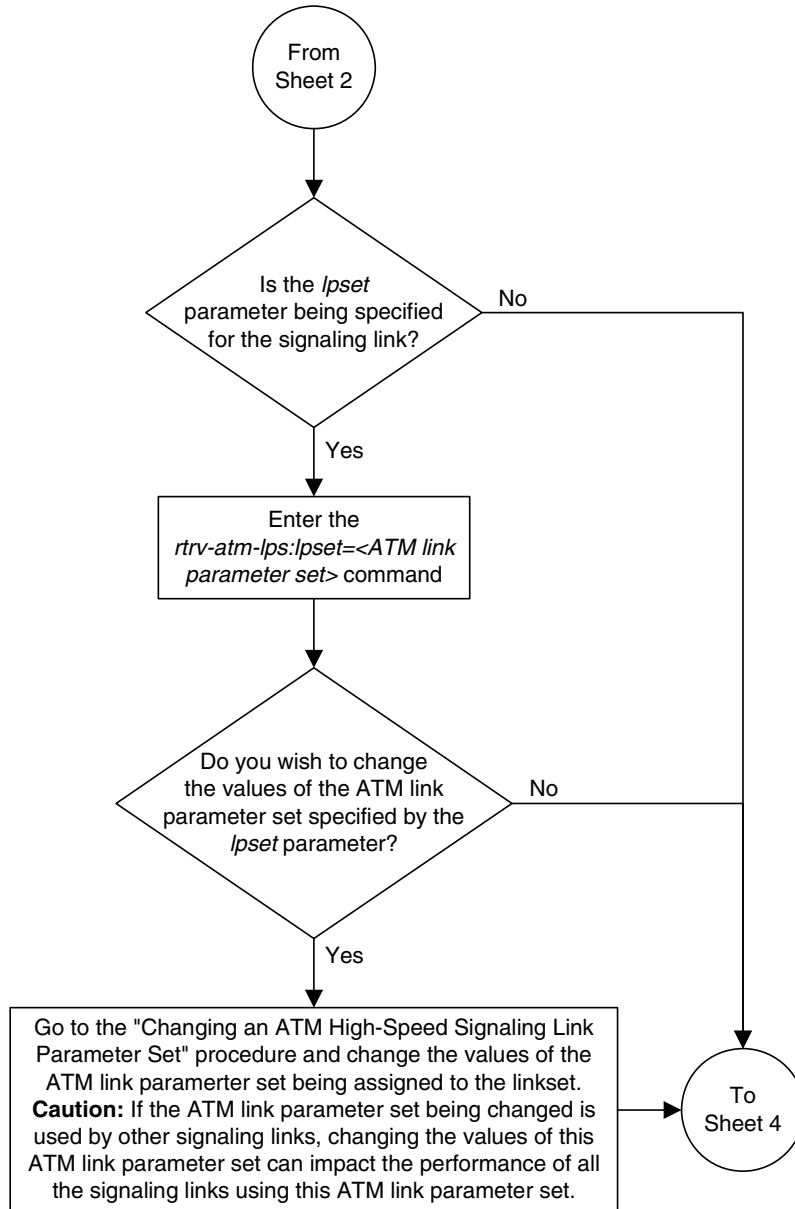 From
Sheet 2
Is the lpset
parameter being specified
for the signaling link?
No
Yes
Enter the
rtrv-atm-lps:lpset=<ATM link
parameter set> command
Do you wish to change
the values of the ATM link
parameter set specified by the
lpset parameter?
No
Yes
Go to the "Changing an ATM High-Speed Signaling Link
Parameter Set" procedure and change the values of the
ATM link paramerter set being assigned to the linkset.
Caution: If the ATM link parameter set being changed is
used by other signaling links, changing the values of this
ATM link parameter set can impact the performance of all
the signaling links using this ATM link parameter set.
To
Sheet 4